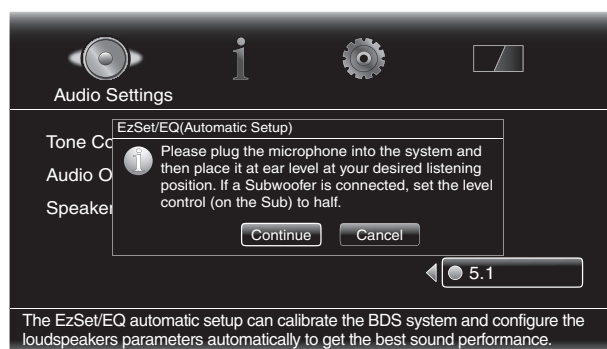 Audio Settings
EzSet/EQ(Automatic Setup)
Tone Co
Please plug the microphone into the system and
then place it at ear level at your desired listening
position. If a Subwoofer is connected, set the level
control (on the Sub) to half.
Audio O
Speaker
Continue Cancel
5.1
The EzSet/EQ automatic setup can calibrate the BDS system and configure the
loudspeakers parameters automatically to get the best sound performance.